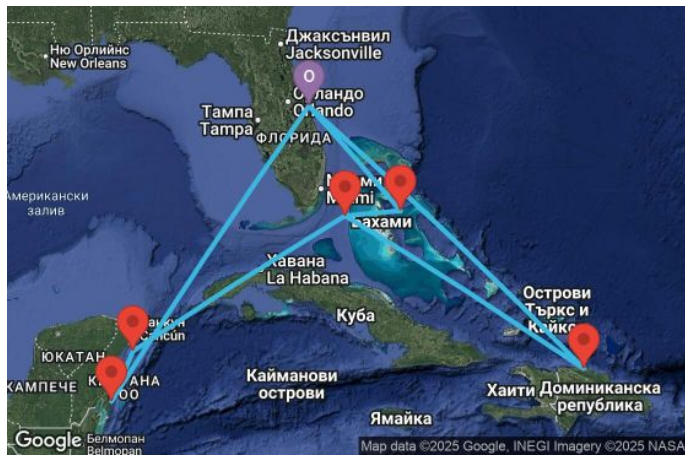 Джаксънвил
Jacksonville
Ню Орлийнс
New Orleans
O
Орландо
Orlando
Тампа
Tampa
ФЛОРИДА
Miami
Американски
залив
Бахами
Хавана
La Habana
Куба
Острови
Търкс и
Кайкос
Cancún
ЮКАТАН
КАМПЕЧЕ
Кайманови
острови
Хаити
Доминиканска
република
Ямайка
Google
Белмопан
Belmopan
Map data ©2025 Google, INEGI Imagery ©2025 NASA